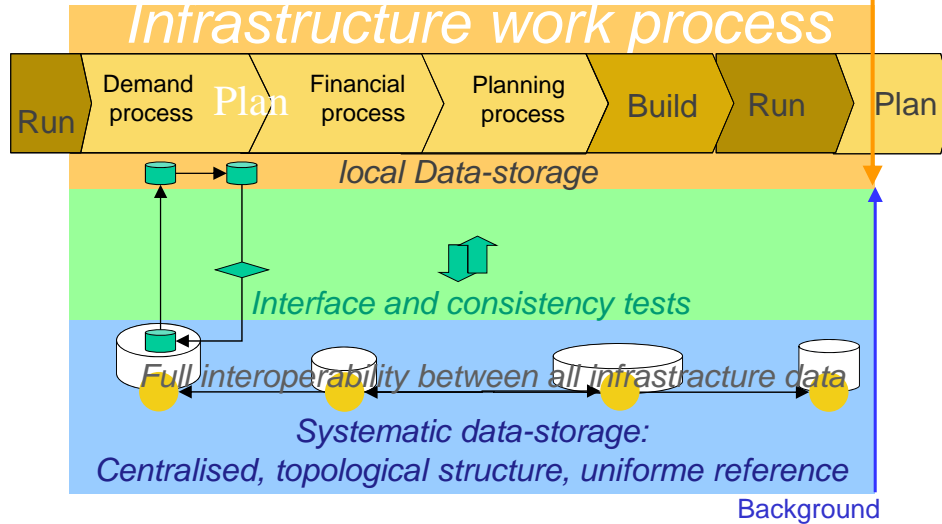 Infrastructure work process
Run
Demand
process
Plan
Financial
process
Planning
process
Build
Run
Plan
local Data-storage
Interface and consistency tests
Full interoperability between all infrastracture data
Systematic data-storage:
Centralised, topological structure, uniforme reference
Background